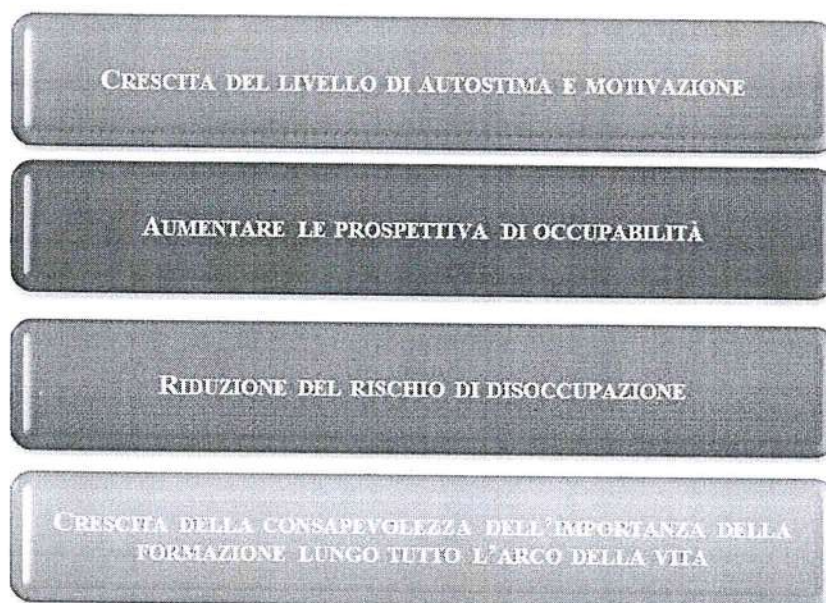 CRESCITA DEL LIVELLO DI AUTOSTIMA E MOTIVAZIONE
AUMENTARE LE PROSPETTIVA DI OCCUPABILITÀ
RIDUZIONE DEL RISCHIO DI DISOCCUPAZIONE
CRESCITA DELLA CONSAPEVOLEZZA DELL'IMPORTANZA DELLA
FORMAZIONE LUNGO TUTTO L'ARCO DELLA VITA